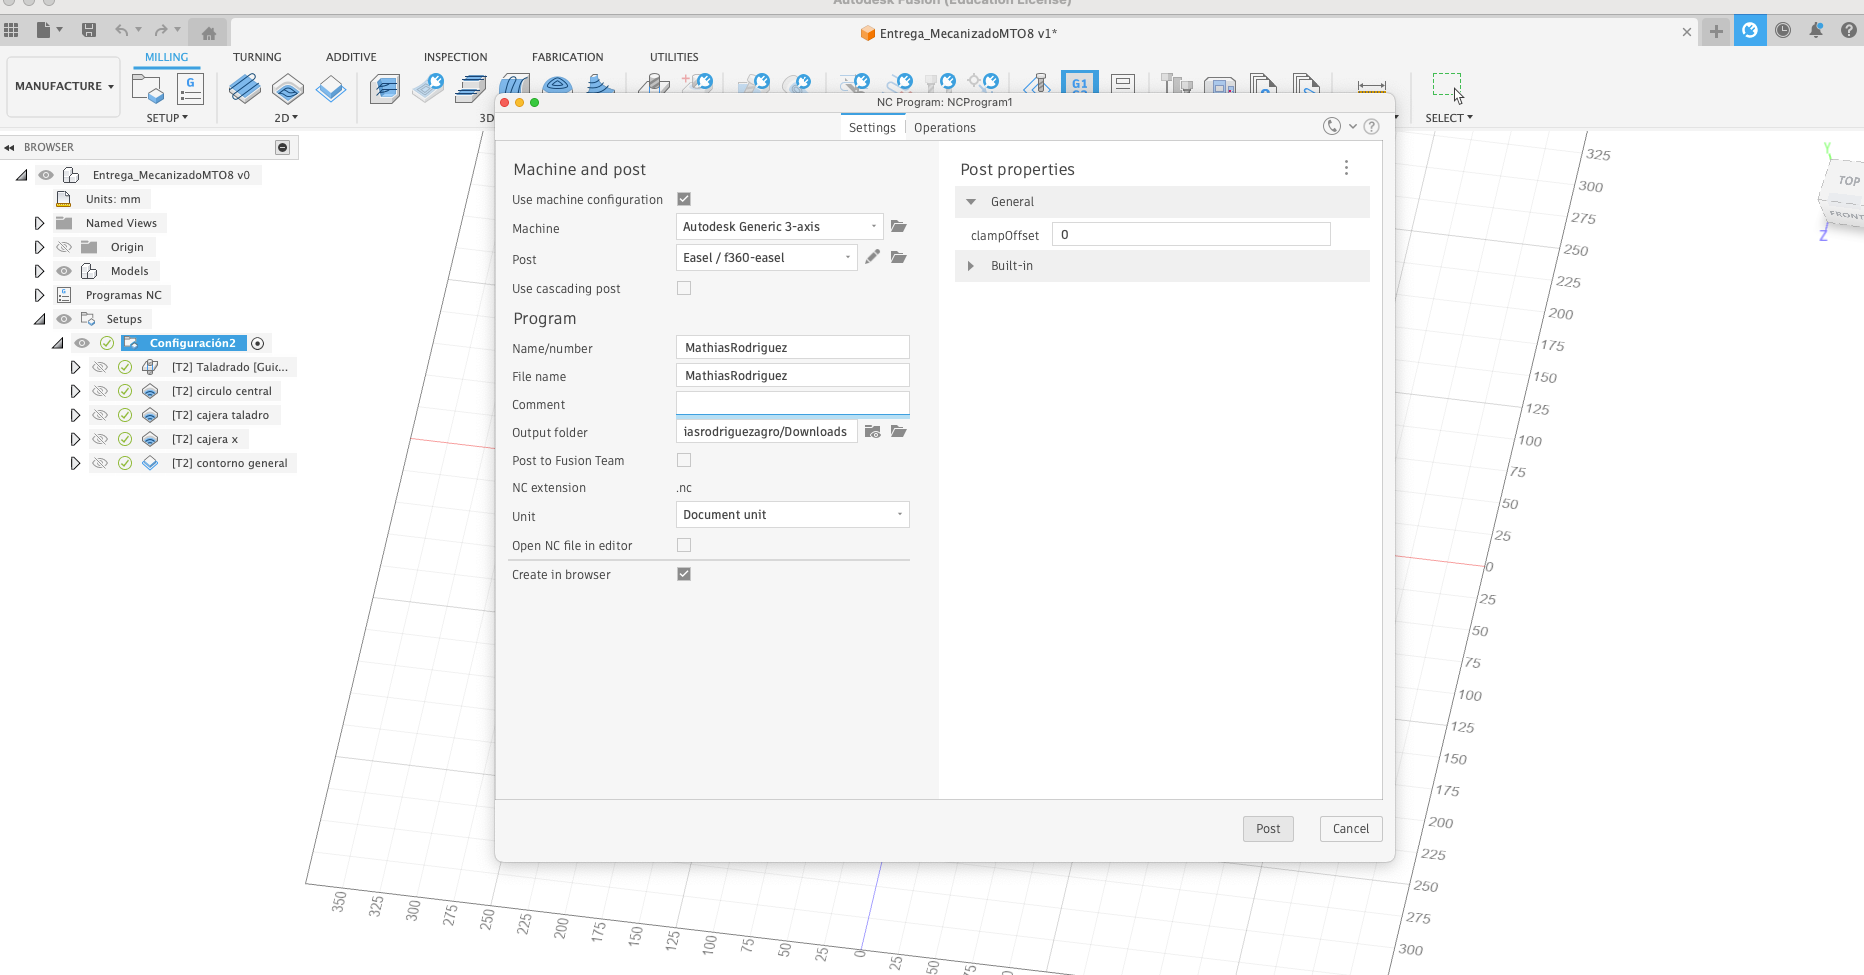 Autodesk Fusion (Education License)
Entrega_MecanizadoMTO8 v1*
MANUFACTURE
MILLING
TURNING
ADDITIVE
INSPECTION
FABRICATION
UTILITIES
SETUP
2D
3D
SELECT
BROWSER
Entrega_MecanizadoMTO8 v0
Units: mm
Named Views
Origin
Models
Programas NC
Setups
Configuración2
[T2] Taladrado [Guic...
[T2] circulo central
[T2] cajera taladro
[T2] cajera x
[T2] contorno general
NC Program: NCProgram1
Settings
Operations
Machine and post
Use machine configuration
Machine
Autodesk Generic 3-axis
Post
Easel / f360-easel
Use cascading post
Program
Name/number
MathiasRodriguez
File name
MathiasRodriguez
Comment
Output folder
iasrodriguezagro/Downloads
Post to Fusion Team
NC extension
.nc
Unit
Document unit
Open NC file in editor
Create in browser
Post properties
General
clampOffset
0
Built-in
Post
Cancel
Y
TOP
FRONT
Z
G1
G
325
300
275
250
225
200
175
150
125
100
75
50
25
0
25
50
75
100
125
150
175
200
225
250
275
300
350
325
300
275
250
225
200
175
150
125
100
75
50
25
0
25
50
75